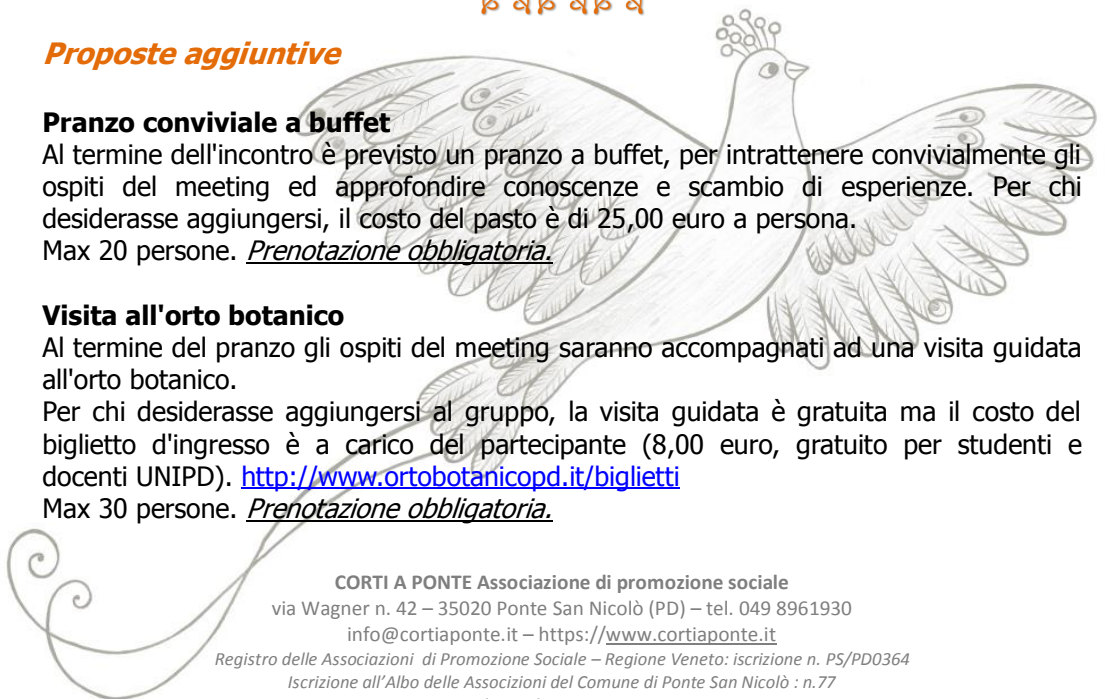 Proposte aggiuntive
Pranzo conviviale a buffet
Al termine dell'incontro è previsto un pranzo a buffet, per intrattenere convivialmente gli
ospiti del meeting ed approfondire conoscenze e scambio di esperienze. Per chi
desiderasse aggiungersi, il costo del pasto è di 25,00 euro a persona.
Max 20 persone. Prenotazione obbligatoria.
Visita all'orto botanico
Al termine del pranzo gli ospiti del meeting saranno accompagnati ad una visita guidata
all'orto botanico.
Per chi desiderasse aggiungersi al gruppo, la visita guidata è gratuita ma il costo del
biglietto d'ingresso è a carico del partecipante (8,00 euro, gratuito per studenti e
docenti UNIPD). http://www.ortobotanicopd.it/biglietti
Max 30 persone. Prenotazione obbligatoria.
CORTI A PONTE Associazione di promozione sociale
via Wagner n. 42 – 35020 Ponte San Nicolò (PD) – tel. 049 8961930
info@cortiaponte.it – https://www.cortiaponte.it
Registro delle Associazioni di Promozione Sociale – Regione Veneto: iscrizione n. PS/PD0364
Iscrizione all'Albo delle Associzioni del Comune di Ponte San Nicolò : n.77